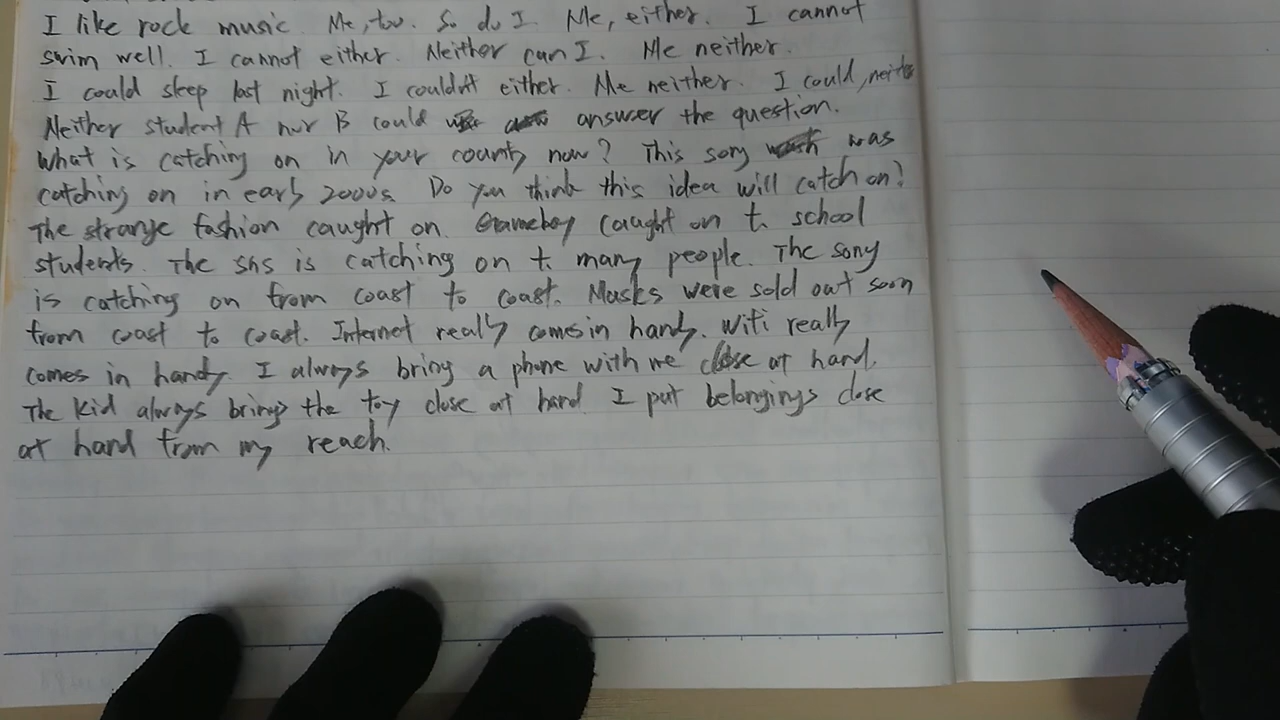 I like rock music. Me, too. So do I. Me, either. I cannot
swim well. I cannot either. Neither can I. Me neither.
I could sleep last night. I couldn't either. Me neither. I could, neither
Neither student A nor B could answer the question.
What is catching on in your county now? This song was
catching on in early 2000s. Do you think this idea will catch on?
The strange fashion caught on. Gameboy caught on to school
students. The SNS is catching on to many people. The song
is catching on from coast to coast. Masks were sold out soon
from coast to coast. Internet really comes in handy. Wifi really
comes in handy. I always bring a phone with me close at hand.
The kid always brings the toy close at hand. I put belongings close
at hand from my reach.